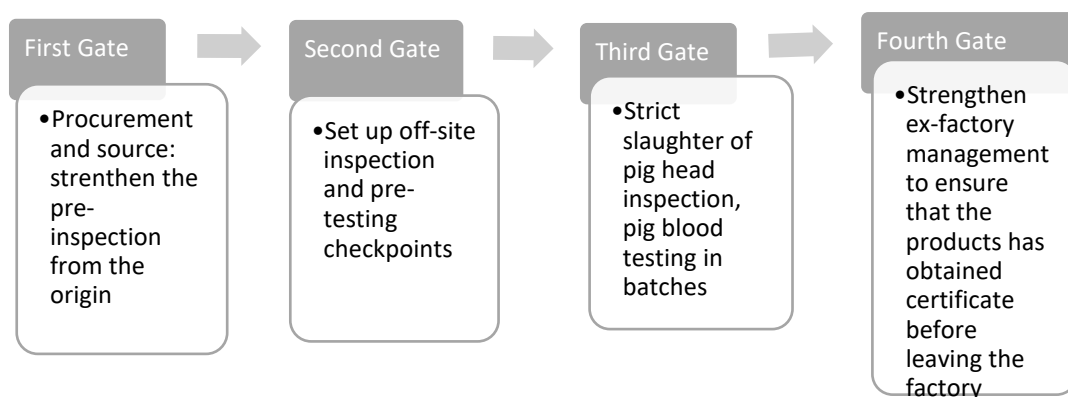 First Gate
•Procurement
and source:
strenthen the
pre-
inspection
from the
origin
Second Gate
•Set up off-site
inspection
and pre-
testing
checkpoints
Third Gate
•Strict
slaughter of
pig head
inspection,
pig blood
testing in
batches
Fourth Gate
•Strengthen
ex-factory
management
to ensure
that the
products has
obtained
certificate
before
leaving the
factory